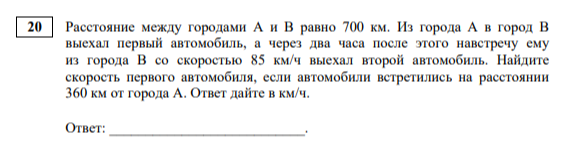 20
Расстояние между городами А и В равно 700 км. Из города А в город В
выехал первый автомобиль, а через два часа после этого навстречу ему
из города В со скоростью 85 км/ч выехал второй автомобиль. Найдите
скорость первого автомобиля, если автомобили встретились на расстоянии
360 км от города А. Ответ дайте в км/ч.
Ответ: ____________________________.